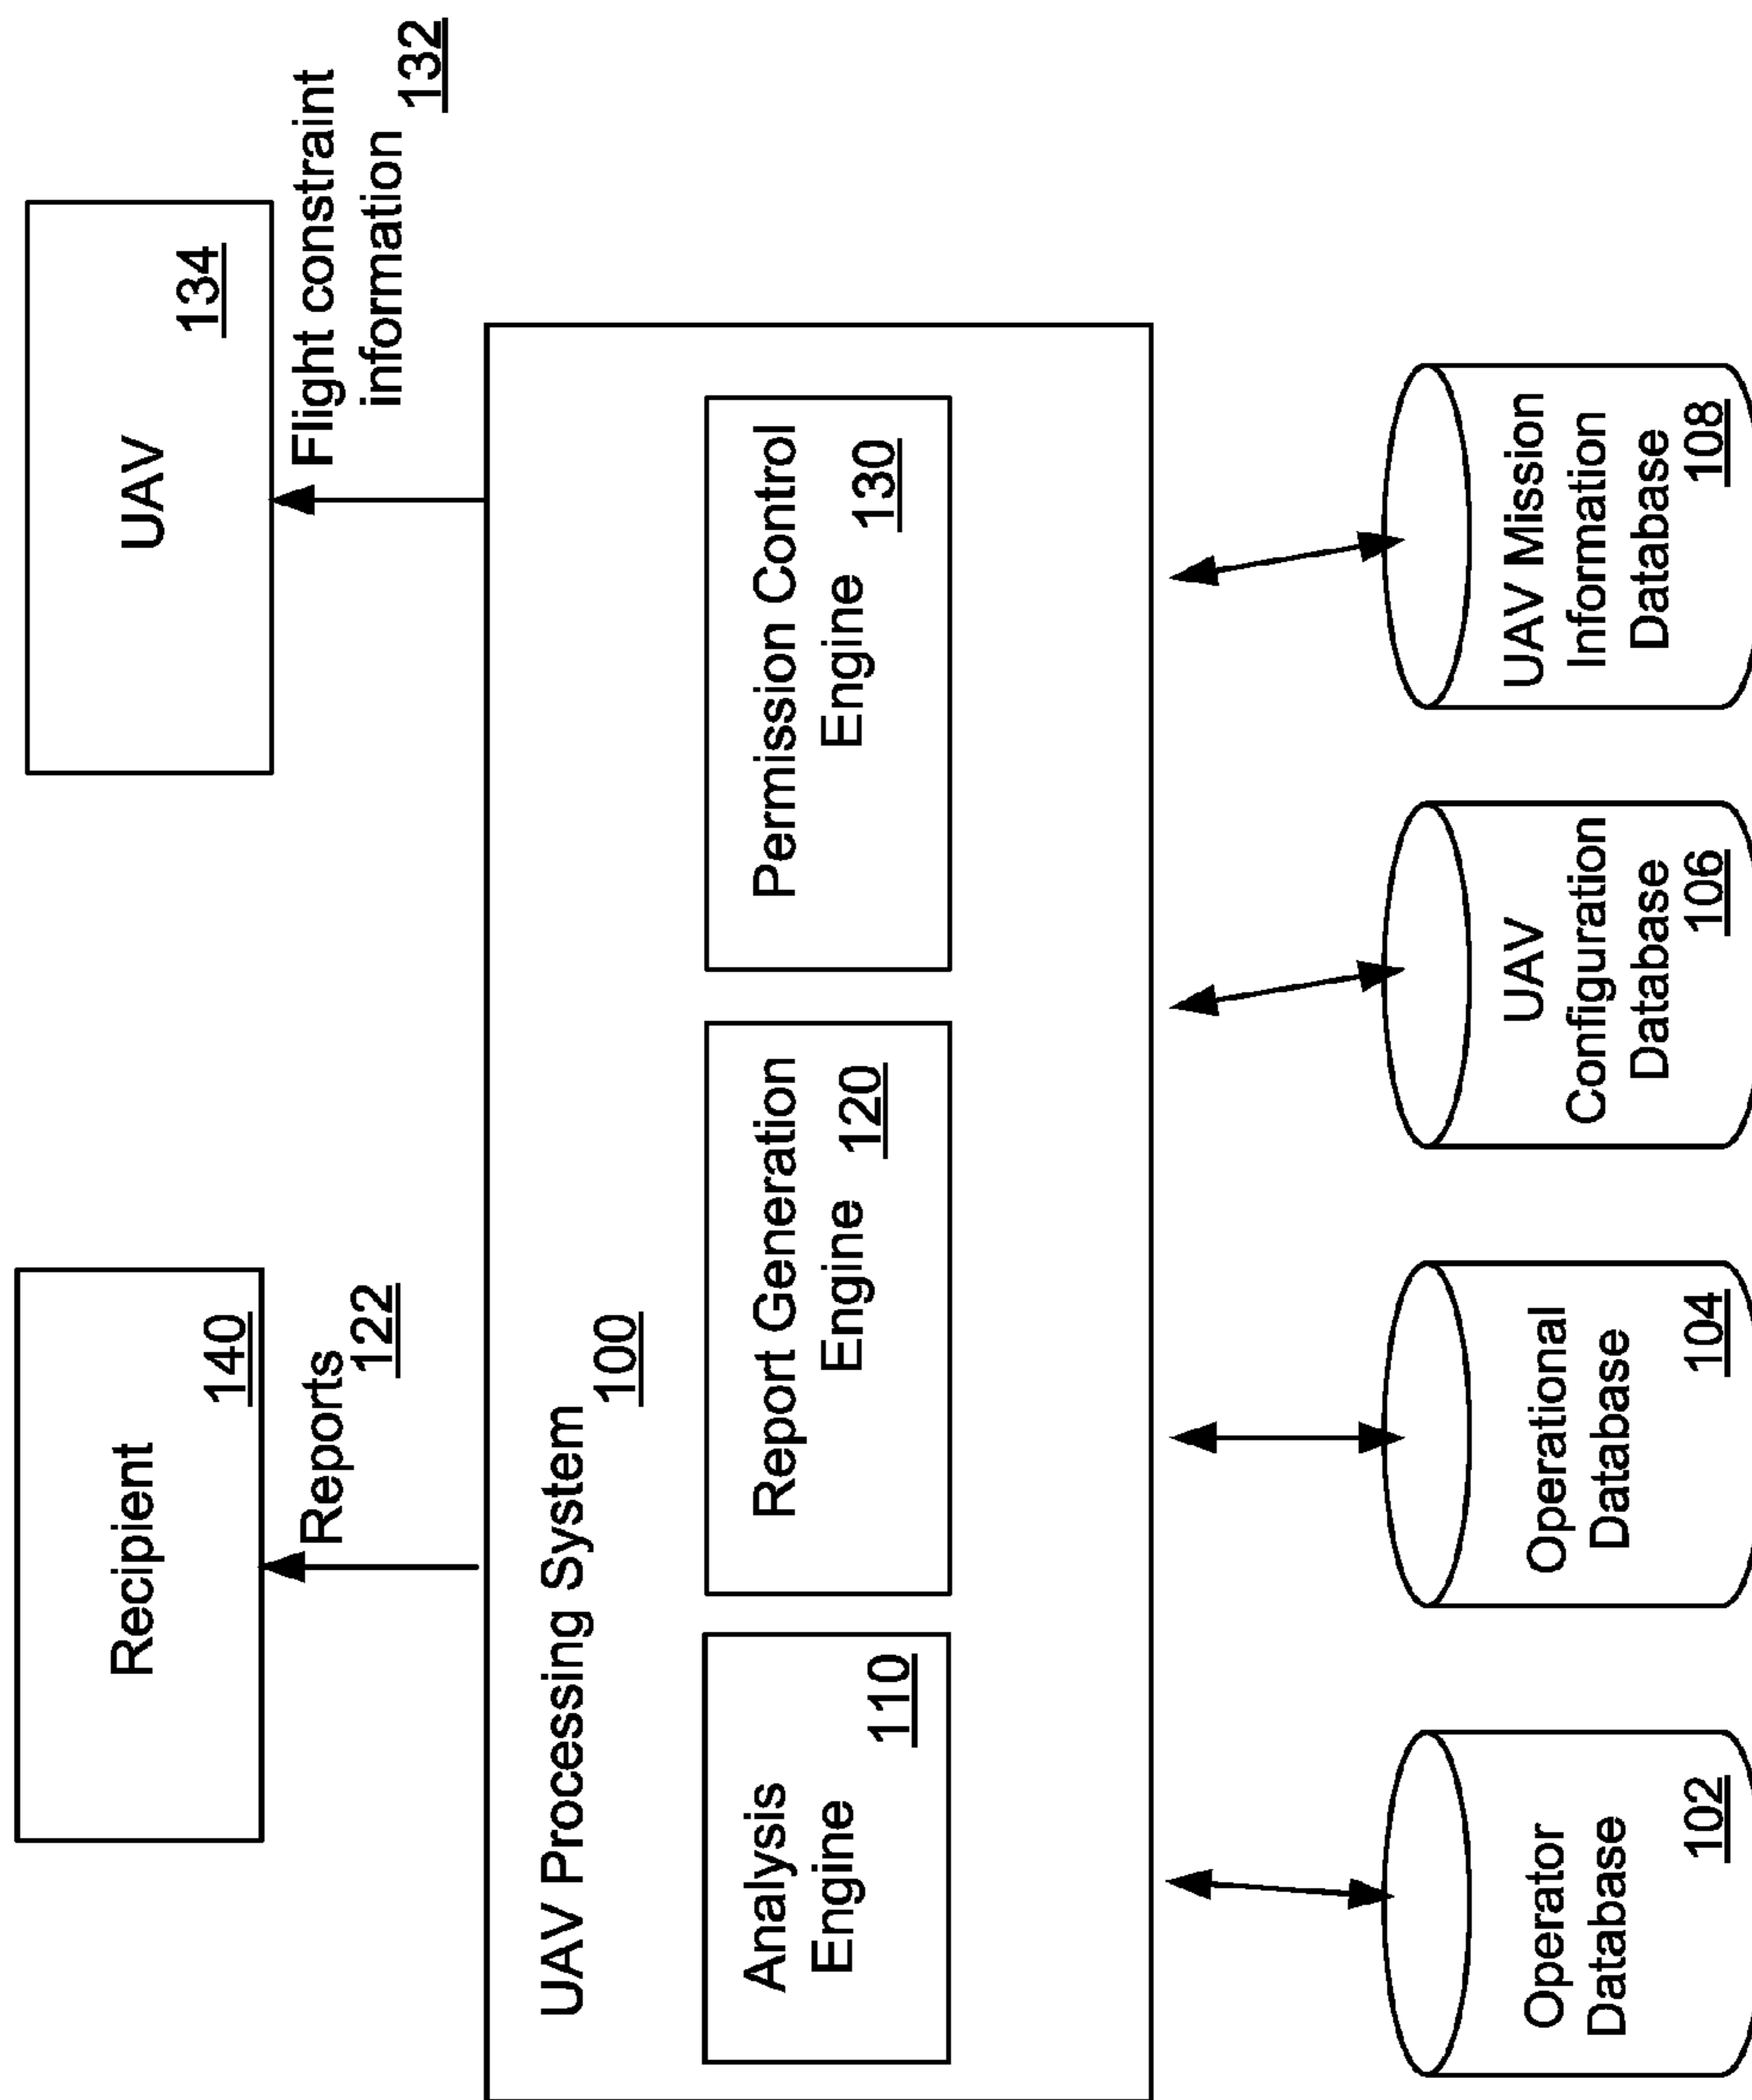 Recipient
140
UAV
134
Reports
122
Flight constraint
information
132
UAV Processing System
100
Analysis
Engine
110
Report Generation
Engine 120
Permission Control
Engine 130
Operator
Database
102
Operational
Database
104
UAV
Configuration
Database
106
UAV Mission
Information
Database
108